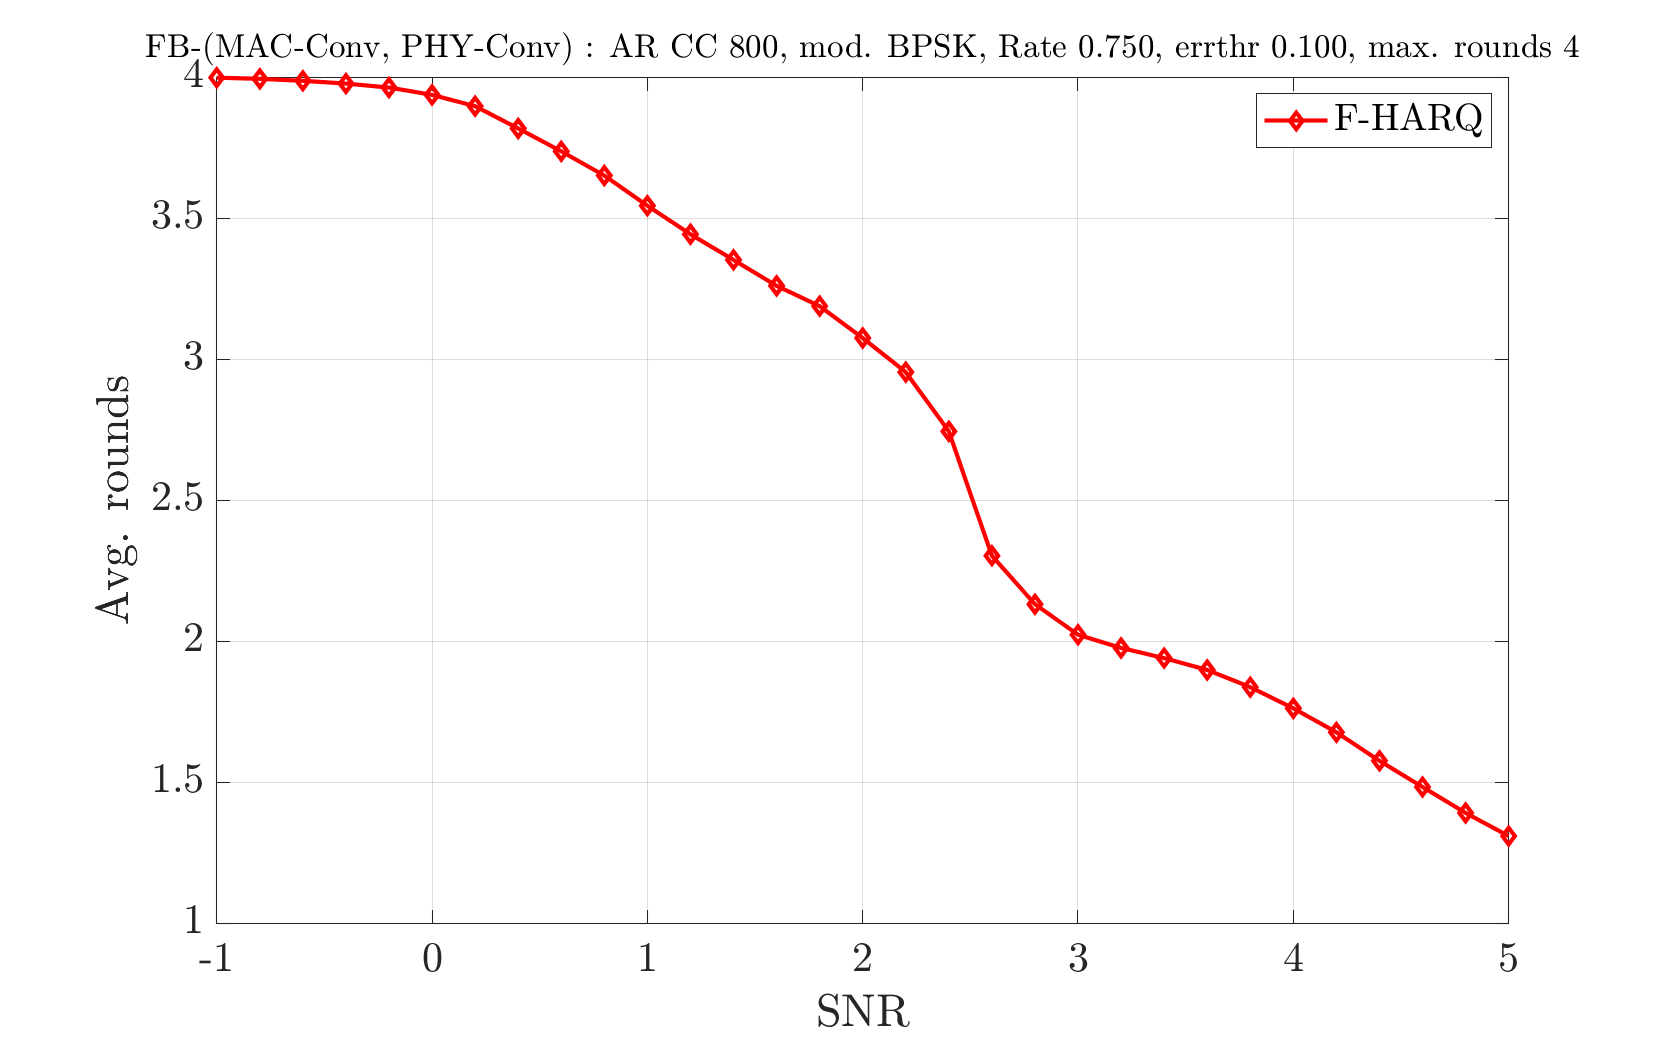 FB-(MAC-Conv, PHY-Conv) : AR CC 800, mod. BPSK, Rate 0.750, errthr 0.100, max. rounds 4
F-HARQ
4
3.5
3
2.5
2
1.5
1
Avg. rounds
-1 0 1 2 3 4 5
SNR